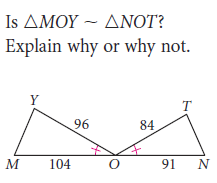 Is △MOY ~ △NOT?
Explain why or why not.
Y
T
96
84
M
104
O
91
N